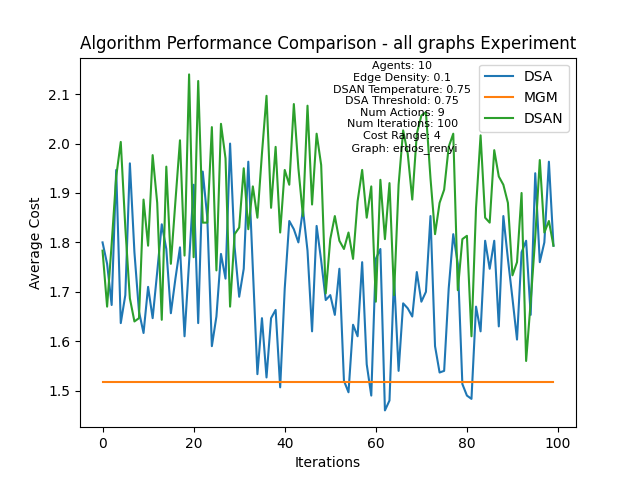 Algorithm Performance Comparison - all graphs Experiment
Agents: 10
Edge Density: 0.1
DSAN Temperature: 0.75
DSA Threshold: 0.75
Num Actions: 9
Num Iterations: 100
Cost Range: 4
Graph: erdos_renyi
DSA
MGM
DSAN
Average Cost
2.1
2.0
1.9
1.8
1.7
1.6
1.5
0
20
40
60
80
100
Iterations